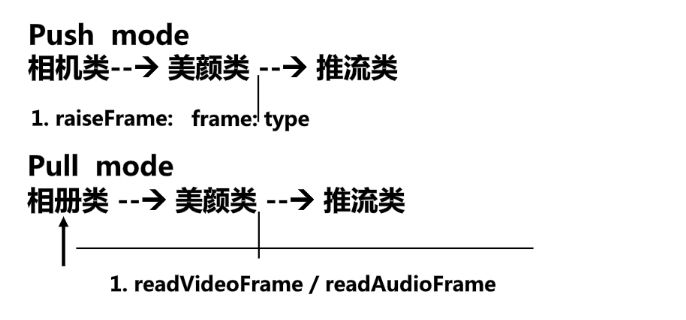 Push mode
相机类--→ 美颜类 --→ 推流类
1. raiseFrame: frame: type
Pull mode
相册类 --→ 美颜类 --→ 推流类
1. readVideoFrame / readAudioFrame